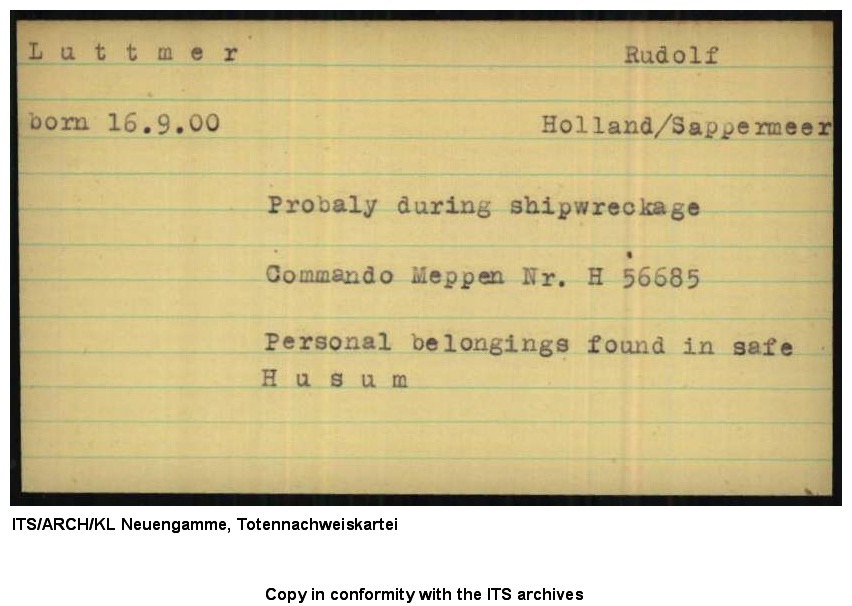 L u t t m e r Rudolf
born 16.9.00 Holland/Sappermeer
Probaly during shipwreckage
Commando Meppen Nr. H 56685
Personal belongings found in safe
H u s u m
ITS/ARCH/KL Neuengamme, Totennachweiskartei
Copy in conformity with the ITS archives